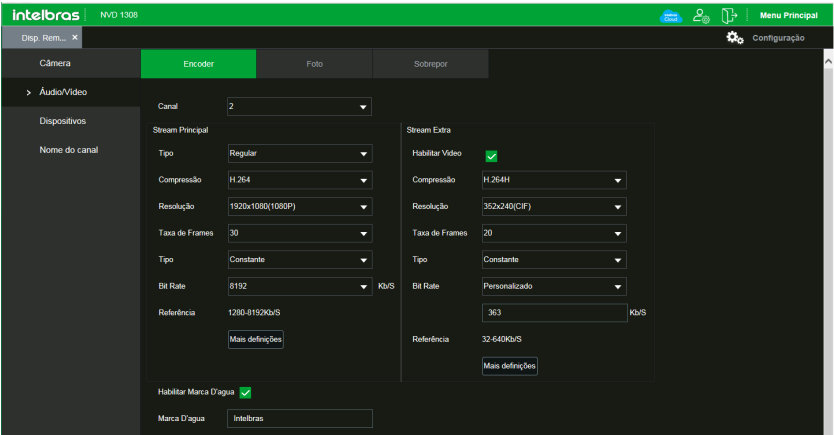 intelbras NVD 1308 intelbras Cloud Menu Principal
Disp. Rem... × Configuração
Câmera
> Áudio/Vídeo
Dispositivos
Nome do canal
Encoder Foto Sobrepor
Canal 2
Stream Principal
Tipo Regular
Compressão H.264
Resolução 1920x1080(1080P)
Taxa de Frames 30
Tipo Constante
Bit Rate 8192 Kb/S
Referência 1280-8192Kb/S
Mais definições
Stream Extra
Habilitar Video
Compressão H.264H
Resolução 352x240(CIF)
Taxa de Frames 20
Tipo Constante
Bit Rate Personalizado
363 Kb/S
Referência 32-640Kb/S
Mais definições
Habilitar Marca D'agua
Marca D'agua Intelbras